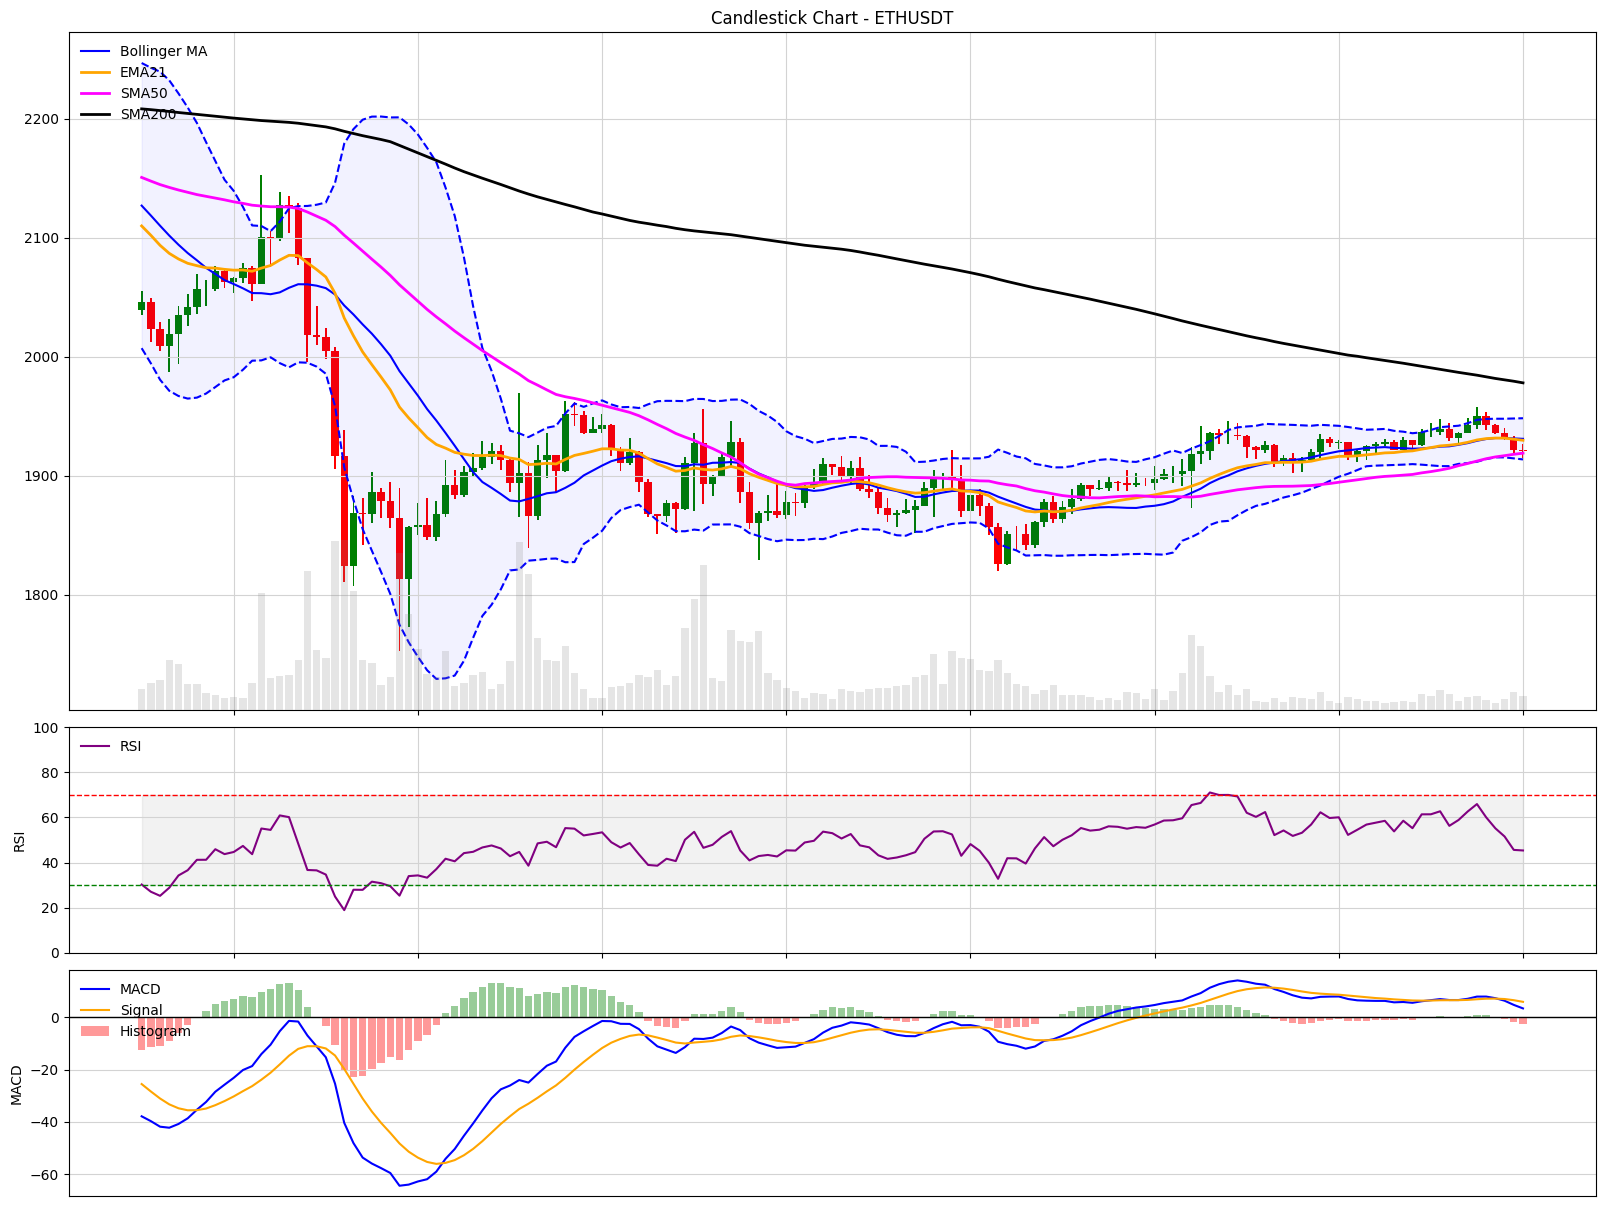 Candlestick Chart - ETHUSDT
Bollinger MA
EMA21
SMA50
SMA200
2200
2100
2000
1900
1800
RSI
100
80
60
40
20
0
RSI
MACD
Signal
Histogram
0
−20
−40
−60
MACD